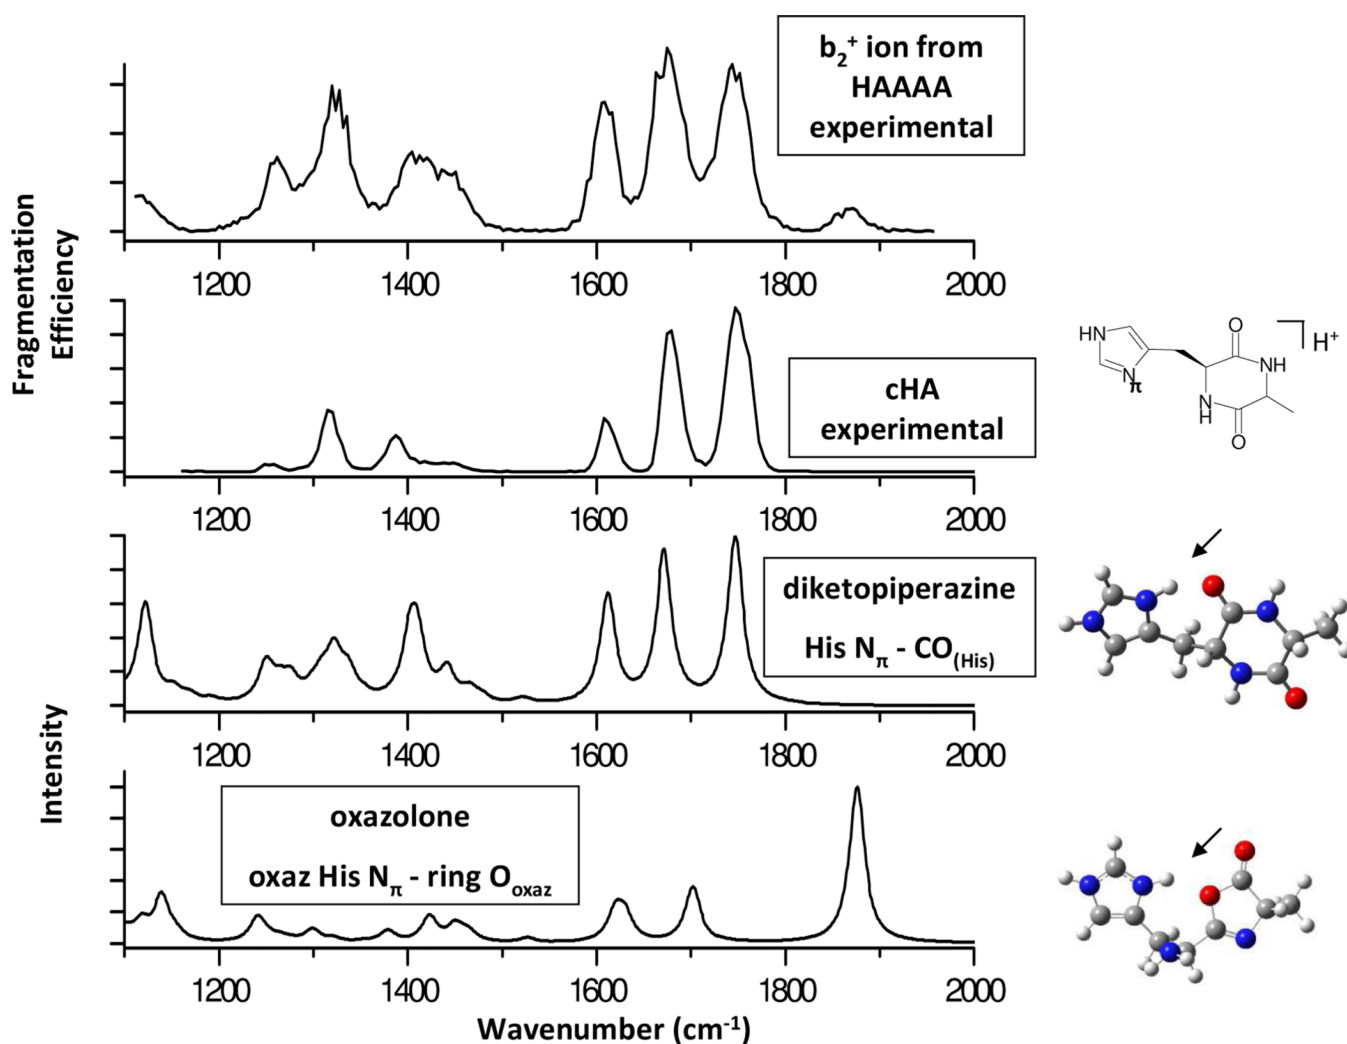 b₂⁺ ion from
HAAAA
experimental
1200 1400 1600 1800 2000
Fragmentation
Efficiency
cHA
experimental
1200 1400 1600 1800 2000
HN
N
π
O
NH
N
H
O
H⁺
diketopiperazine
His Nπ - CO(His)
1200 1400 1600 1800 2000
Intensity
oxazolone
oxaz His Nπ - ring Ooxaz
1200 1400 1600 1800 2000
Wavenumber (cm⁻¹)